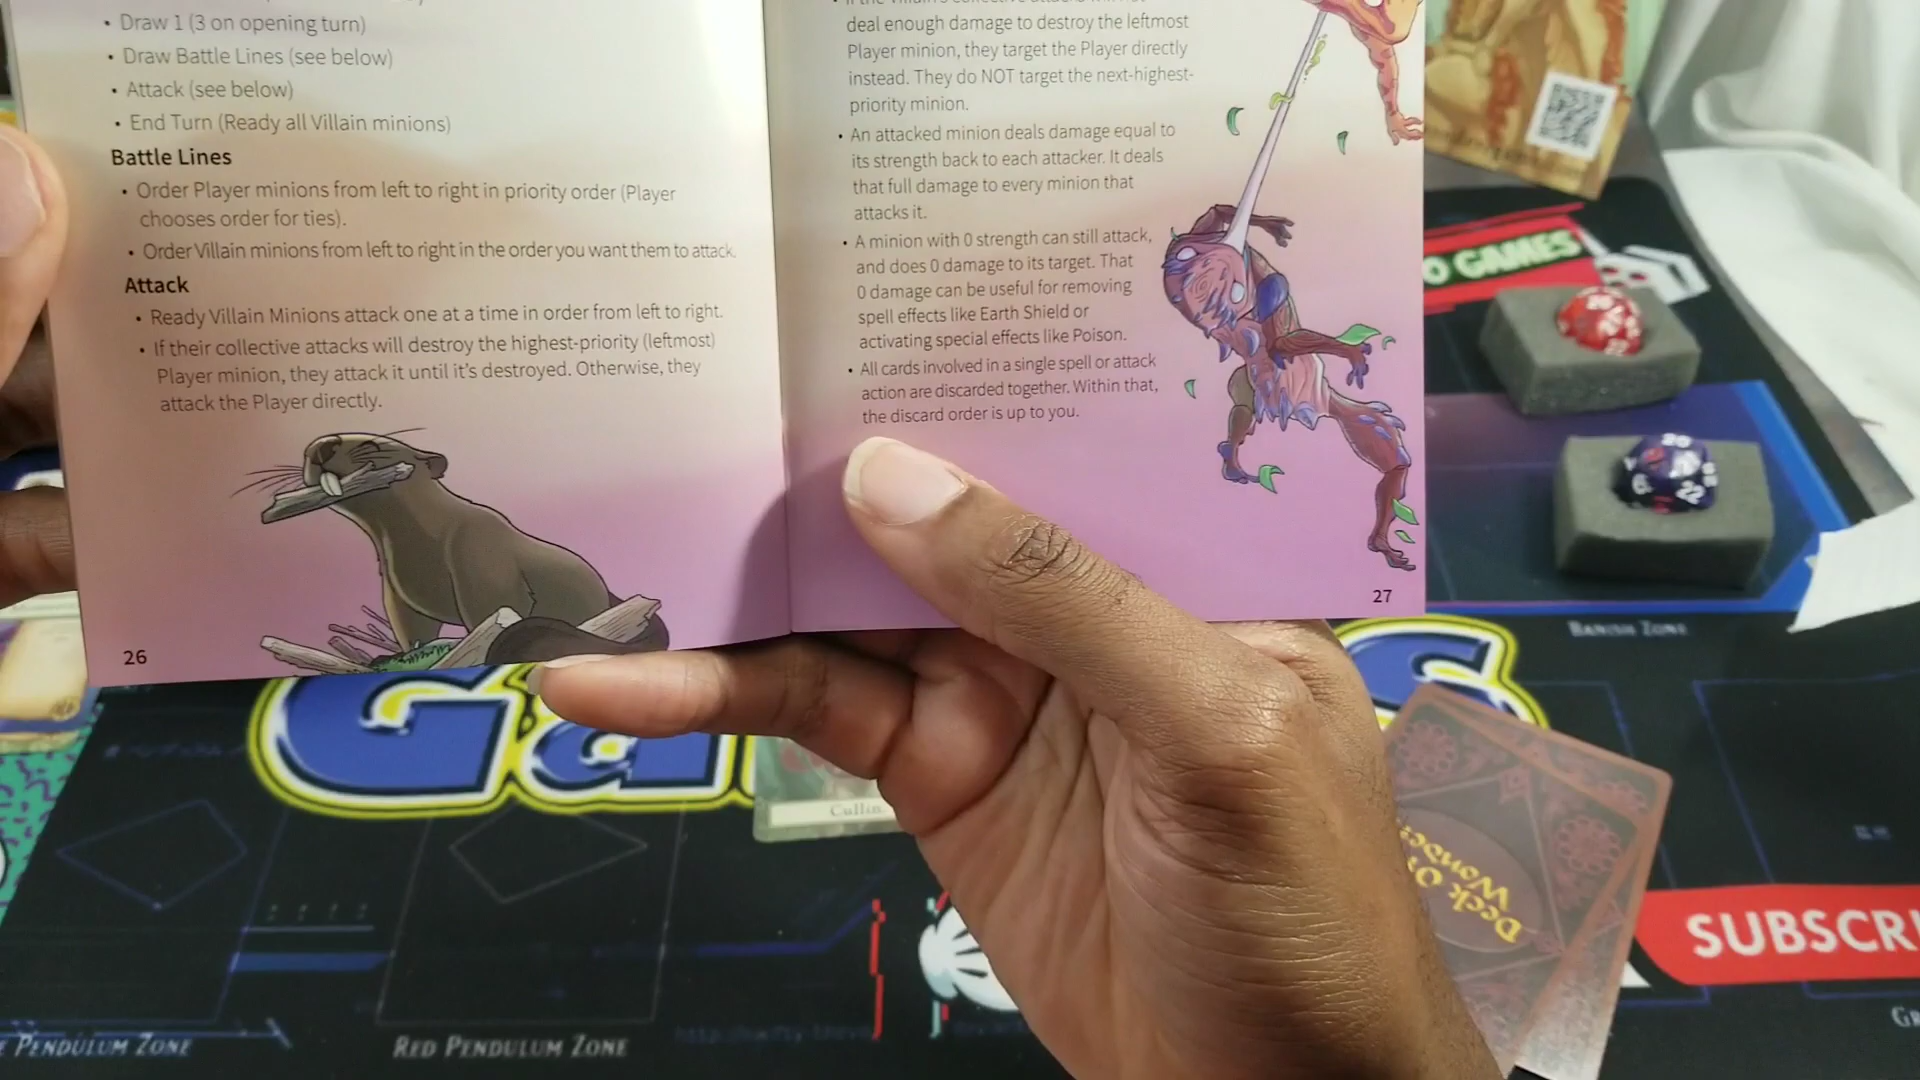 • Draw 1 (3 on opening turn)
• Draw Battle Lines (see below)
• Attack (see below)
• End Turn (Ready all Villain minions)
Battle Lines
• Order Player minions from left to right in priority order (Player
chooses order for ties).
• Order Villain minions from left to right in the order you want them to attack.
Attack
• Ready Villain Minions attack one at a time in order from left to right.
• If their collective attacks will destroy the highest-priority (leftmost)
Player minion, they attack it until it's destroyed. Otherwise, they
attack the Player directly.
26
deal enough damage to destroy the leftmost
Player minion, they target the Player directly
instead. They do NOT target the next-highest-
priority minion.
• An attacked minion deals damage equal to
its strength back to each attacker. It deals
that full damage to every minion that
attacks it.
• A minion with 0 strength can still attack,
and does 0 damage to its target. That
0 damage can be useful for removing
spell effects like Earth Shield or
activating special effects like Poison.
• All cards involved in a single spell or attack
action are discarded together. Within that,
the discard order is up to you.
27
GAMES
BANISH ZONE
Deck Of
Wonders
SUBSCRI
PENDULUM ZONE
RED PENDULUM ZONE